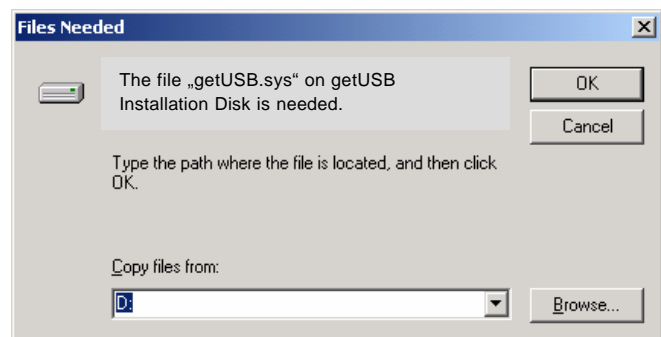 Files Needed
The file „getUSB.sys“ on getUSB
Installation Disk is needed.
OK
Cancel
Type the path where the file is located, and then click
OK.
Copy files from:
D:
Browse...